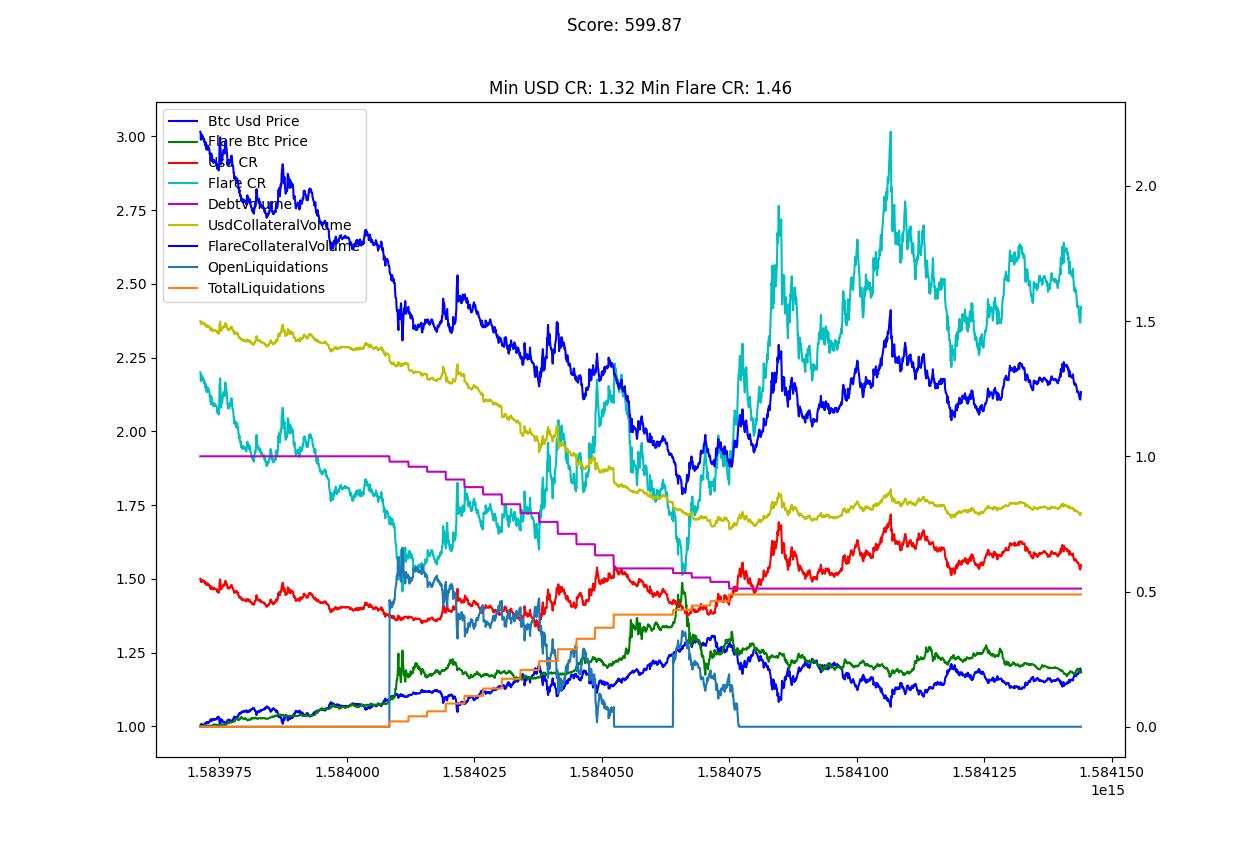 Score: 599.87
Min USD CR: 1.32 Min Flare CR: 1.46
Btc Usd Price
Flare Btc Price
Usd CR
Flare CR
DebtVolume
UsdCollateralVolume
FlareCollateralVolume
OpenLiquidations
TotalLiquidations
3.00
2.75
2.50
2.25
2.00
1.75
1.50
1.25
1.00
2.0
1.5
1.0
0.5
0.0
1.583975
1.584000
1.584025
1.584050
1.584075
1.584100
1.584125
1.584150
1e15